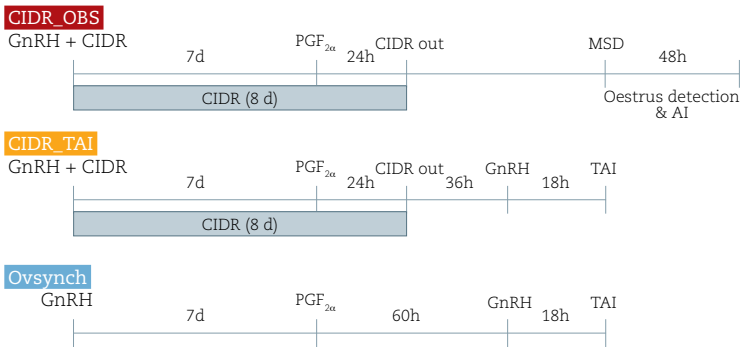 CIDR_OBS
GnRH + CIDR
7d
PGF2α
24h
CIDR out
MSD
48h
CIDR (8 d)
Oestrus detection
& AI
CIDR_TAI
GnRH + CIDR
7d
PGF2α
24h
CIDR out
36h
GnRH
18h
TAI
CIDR (8 d)
Ovsynch
GnRH
7d
PGF2α
60h
GnRH
18h
TAI